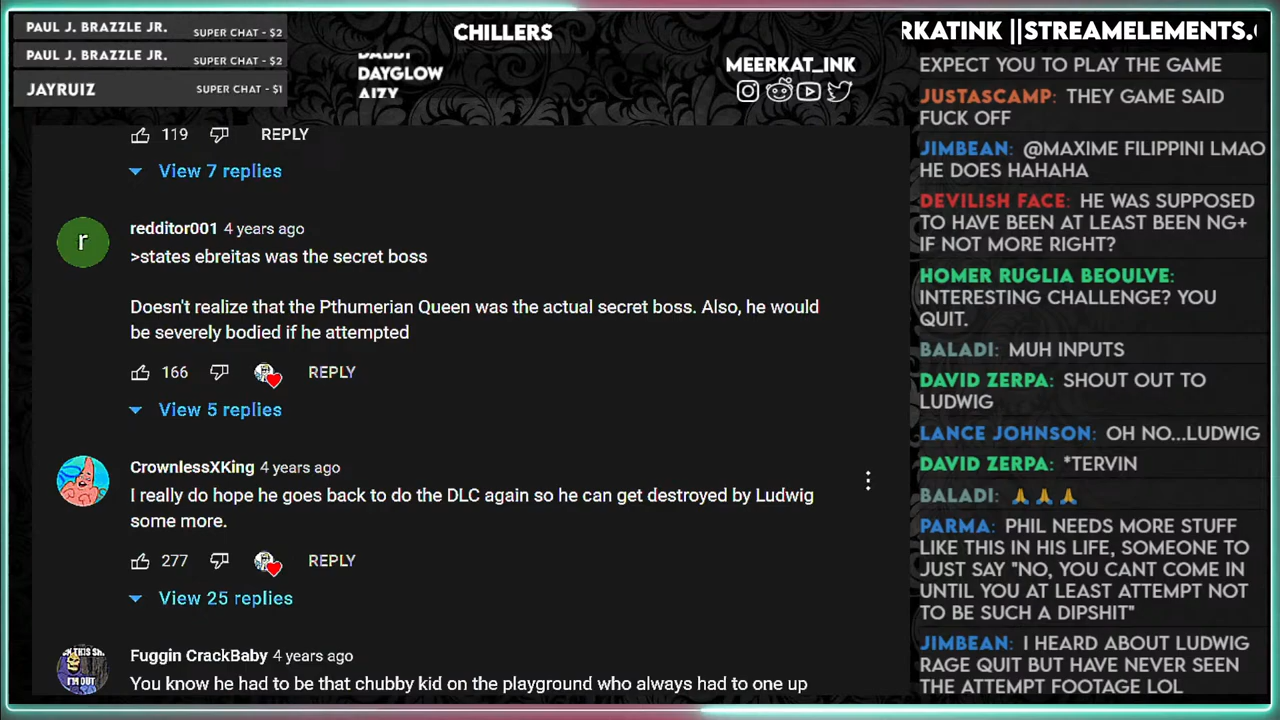 PAUL J. BRAZZLE JR. SUPER CHAT - $2
PAUL J. BRAZZLE JR. SUPER CHAT - $2
JAYRUIZ SUPER CHAT - $1
CHILLERS
DABBY
DAYGLOW
AIZY
MEERKAT_INK
RKATINK ||STREAMELEMENTS.
119 REPLY
View 7 replies
r
redditor001 4 years ago
>states ebreitas was the secret boss
Doesn't realize that the Pthumerian Queen was the actual secret boss. Also, he would
be severely bodied if he attempted
166 REPLY
View 5 replies
CrownlessXKing 4 years ago
I really do hope he goes back to do the DLC again so he can get destroyed by Ludwig
some more.
277 REPLY
View 25 replies
I'M OUT
Fuggin CrackBaby 4 years ago
You know he had to be that chubby kid on the playground who always had to one up
EXPECT YOU TO PLAY THE GAME
JUSTASCAMP: THEY GAME SAID
FUCK OFF
JIMBEAN: @MAXIME FILIPPINI LMAO
HE DOES HAHAHA
DEVILISH FACE: HE WAS SUPPOSED
TO HAVE BEEN AT LEAST BEEN NG+
IF NOT MORE RIGHT?
HOMER RUGLIA BEOULVE:
INTERESTING CHALLENGE? YOU
QUIT.
BALADI: MUH INPUTS
DAVID ZERPA: SHOUT OUT TO
LUDWIG
LANCE JOHNSON: OH NO...LUDWIG
DAVID ZERPA: *TERVIN
BALADI: 🙏 🙏 🙏
PARMA: PHIL NEEDS MORE STUFF
LIKE THIS IN HIS LIFE, SOMEONE TO
JUST SAY "NO, YOU CANT COME IN
UNTIL YOU AT LEAST ATTEMPT NOT
TO BE SUCH A DIPSHIT"
JIMBEAN: I HEARD ABOUT LUDWIG
RAGE QUIT BUT HAVE NEVER SEEN
THE ATTEMPT FOOTAGE LOL